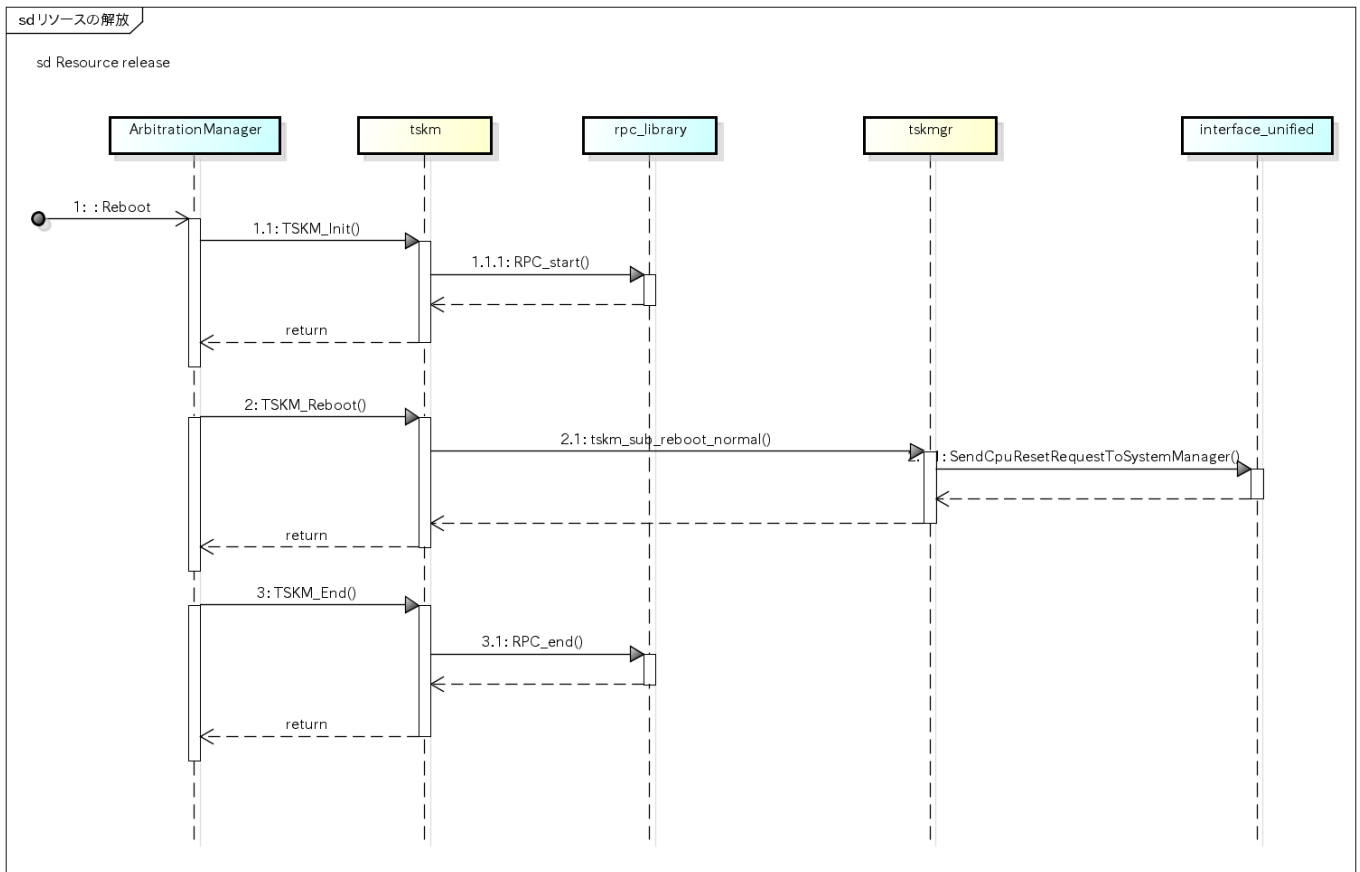 sd リソースの解放
sd Resource release
ArbitrationManager
tskm
rpc_library
tskmgr
interface_unified
1: : Reboot
1.1: TSKM_Init()
1.1.1: RPC_start()
return
2: TSKM_Reboot()
2.1: tskm_sub_reboot_normal()
1: SendCpuResetRequestToSystemManager()
return
3: TSKM_End()
3.1: RPC_end()
return